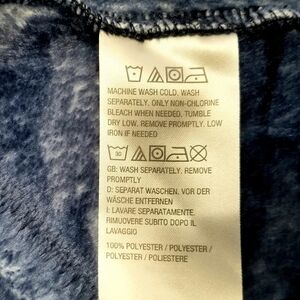 MACHINE WASH COLD. WASH
SEPARATELY. ONLY NON-CHLORINE
BLEACH WHEN NEEDED. TUMBLE
DRY LOW. REMOVE PROMPTLY. LOW
IRON IF NEEDED
30
GB: WASH SEPARATELY. REMOVE
PROMPTLY
D: SEPARAT WASCHEN. VOR DER
WÄSCHE ENTFERNEN
I: LAVARE SEPARATAMENTE.
RIMUOVERE SUBITO DOPO IL
LAVAGGIO
100% POLYESTER / POLYESTER /
POLYESTER / POLIESTERE